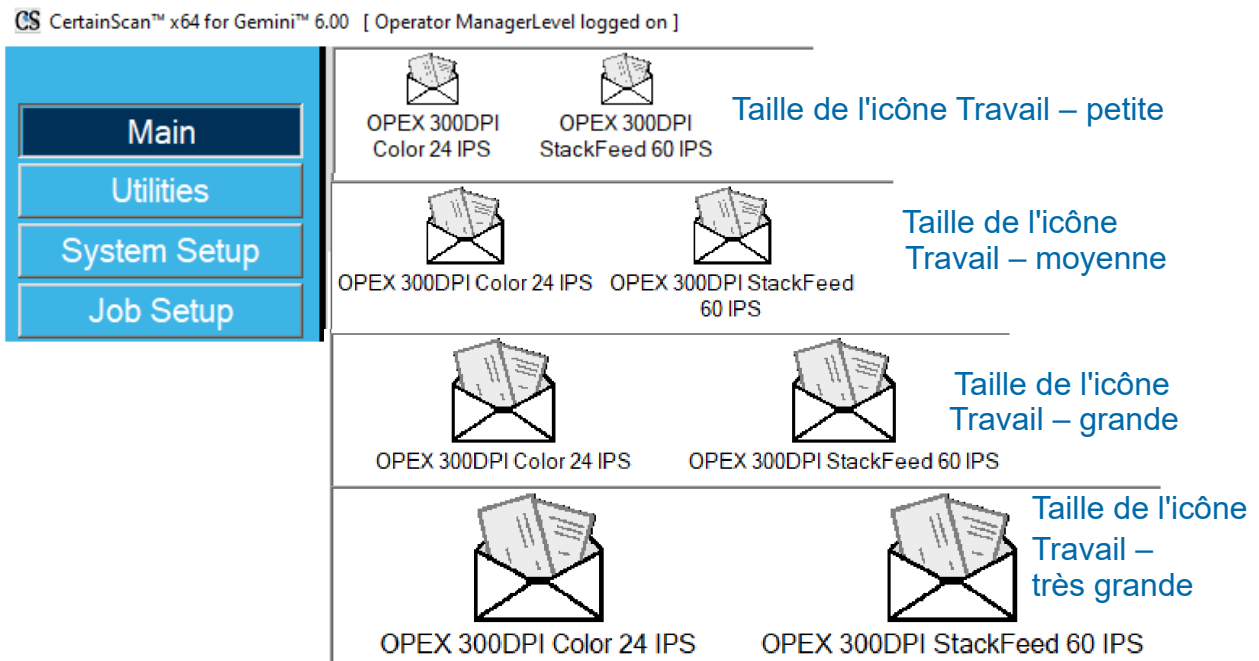 CS CertainScan™ x64 for Gemini™ 6.00 [ Operator ManagerLevel logged on ]
Main
Utilities
System Setup
Job Setup
OPEX 300DPI
Color 24 IPS
OPEX 300DPI
StackFeed 60 IPS
Taille de l'icône Travail – petite
OPEX 300DPI Color 24 IPS
OPEX 300DPI StackFeed
60 IPS
Taille de l'icône
Travail – moyenne
OPEX 300DPI Color 24 IPS
OPEX 300DPI StackFeed 60 IPS
Taille de l'icône
Travail – grande
OPEX 300DPI Color 24 IPS
OPEX 300DPI StackFeed 60 IPS
Taille de l'icône
Travail –
très grande